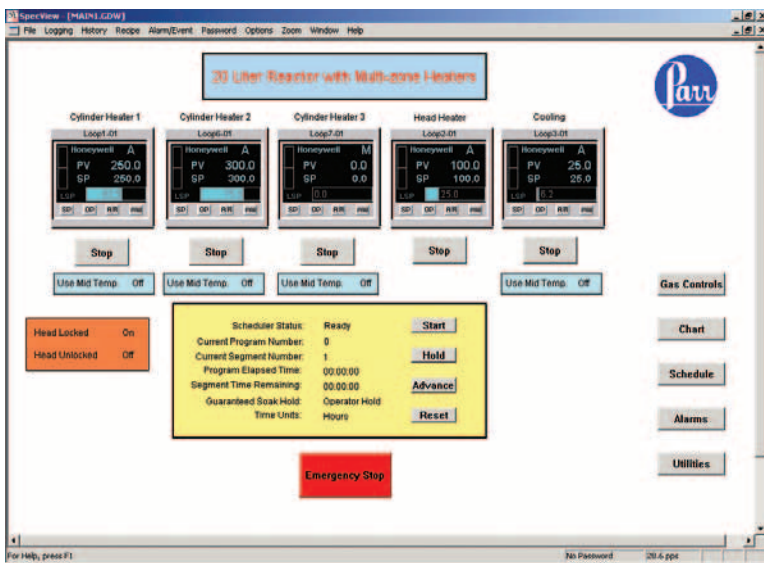 SpecView - [MAIN1.GDW]
File Logging History Recipe Alarm/Event Password Options Zoom Window Help
20 Liter Reactor with Multi-zone Heaters
Parr
Cylinder Heater 1 Cylinder Heater 2 Cylinder Heater 3 Head Heater Cooling
Loop1-01 Loop6-01 Loop7-01 Loop2-01 Loop3-01
Honeywell A Honeywell A Honeywell M Honeywell A Honeywell A
PV 250.0 PV 300.0 PV 0.0 PV 100.0 PV 25.0
SP 250.0 SP 300.0 SP 0.0 SP 100.0 SP 25.0
LSP LSP LSP 0.0 LSP 25.0 LSP 0.2
SP OP A/M SP OP A/M SP OP A/M SP OP A/M SP OP A/M
Stop Stop Stop Stop Stop
Use Mid Temp. Off Use Mid Temp. Off Use Mid Temp. Off Use Mid Temp. Off
Gas Controls
Head Locked On
Head Unlocked Off
Scheduler Status: Ready Start
Current Program Number: 0
Current Segment Number: 1 Hold
Program Elapsed Time: 00:00:00
Segment Time Remaining: 00:00:00 Advance
Guaranteed Soak Hold: Operator Hold
Time Units: Hours Reset
Chart
Schedule
Alarms
Utilities
Emergency Stop
For Help, press F1 No Password 28.6 pps